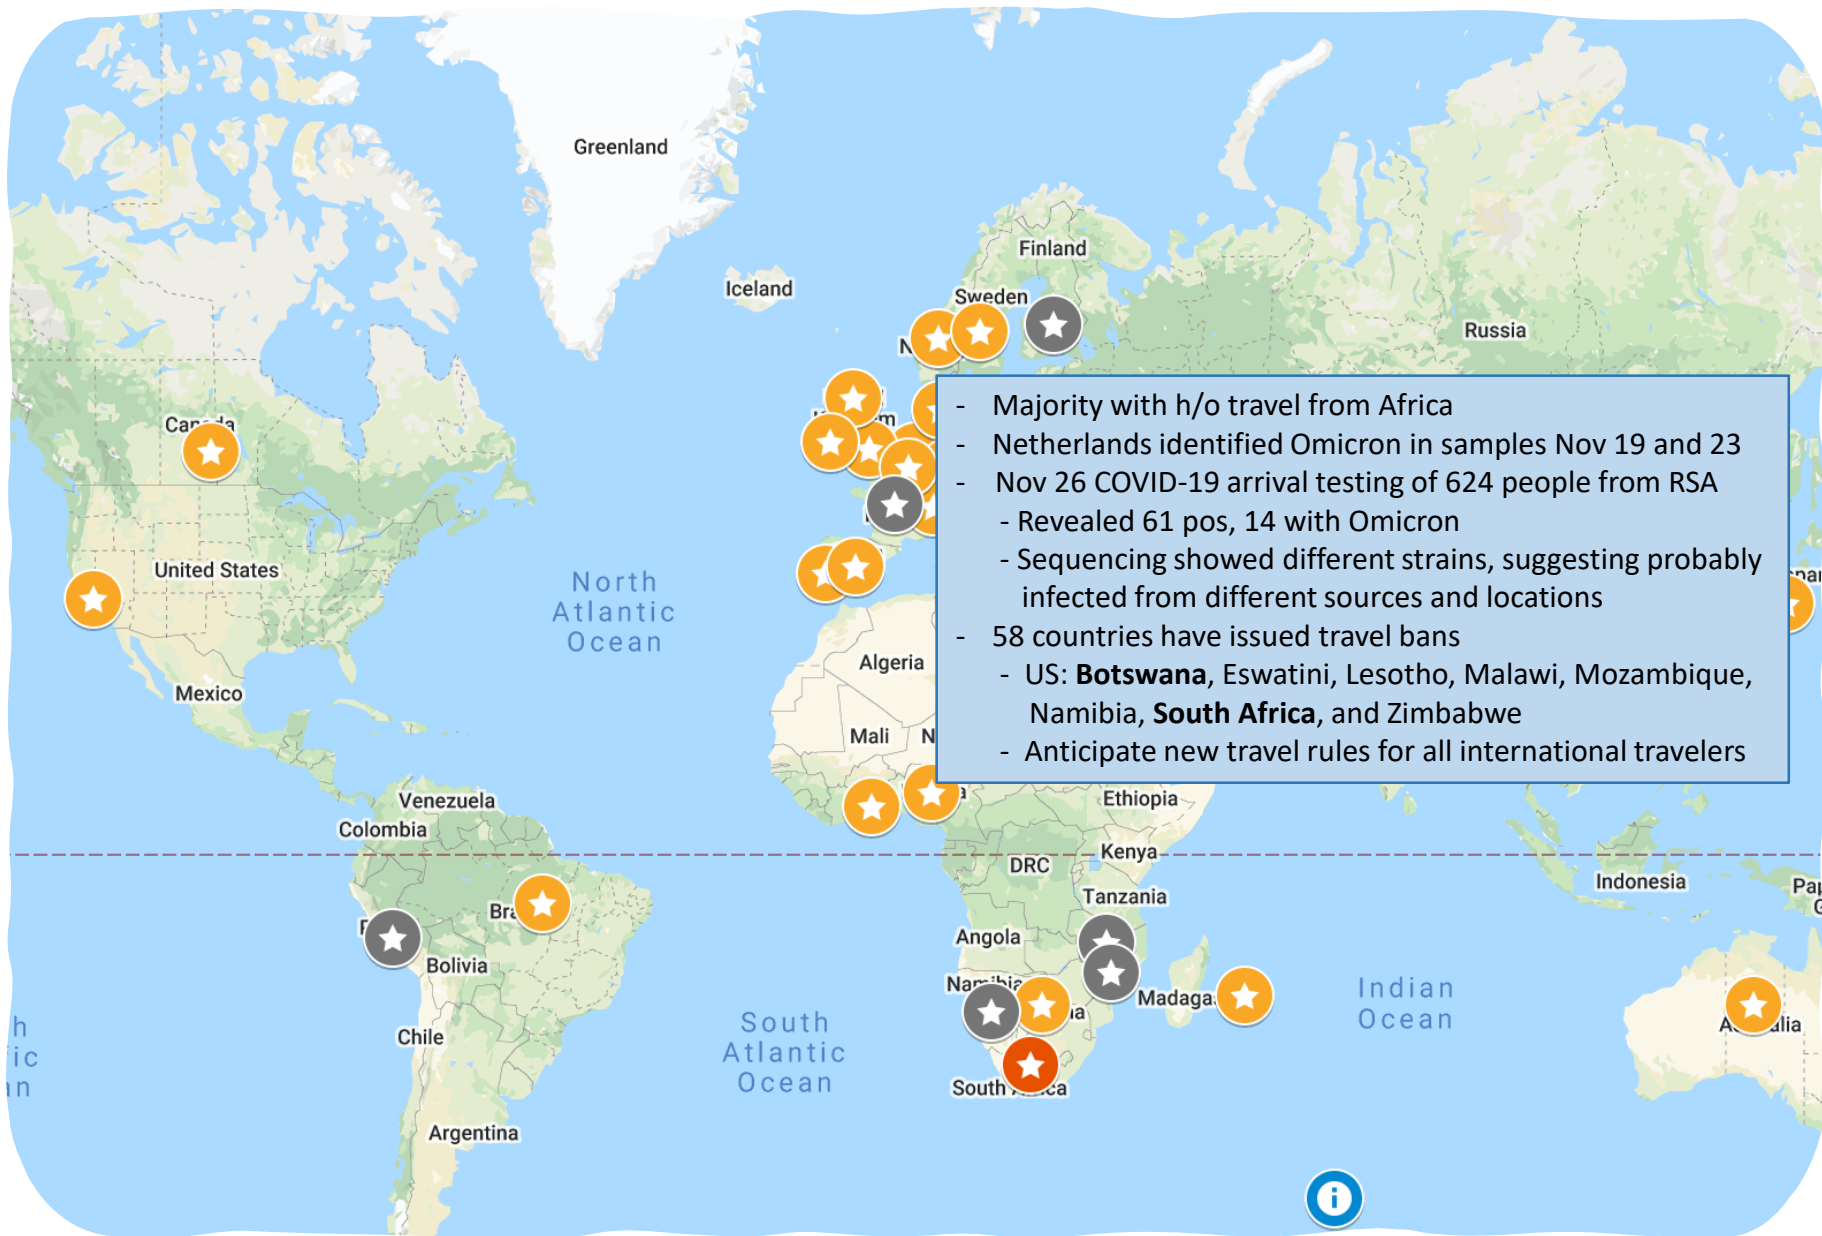 Greenland
Finland
Iceland
Sweden
Russia
Canada
- Majority with h/o travel from Africa
- Netherlands identified Omicron in samples Nov 19 and 23
- Nov 26 COVID-19 arrival testing of 624 people from RSA
- Revealed 61 pos, 14 with Omicron
- Sequencing showed different strains, suggesting probably
infected from different sources and locations
- 58 countries have issued travel bans
- US: Botswana, Eswatini, Lesotho, Malawi, Mozambique,
Namibia, South Africa, and Zimbabwe
- Anticipate new travel rules for all international travelers
United States
North
Atlantic
Ocean
Algeria
Mexico
Mali
Venezuela
Ethiopia
Colombia
Kenya
DRC
Indonesia
Tanzania
Angola
Bolivia
Namibia
Indian
Ocean
South
Atlantic
Ocean
Chile
South Africa
Argentina